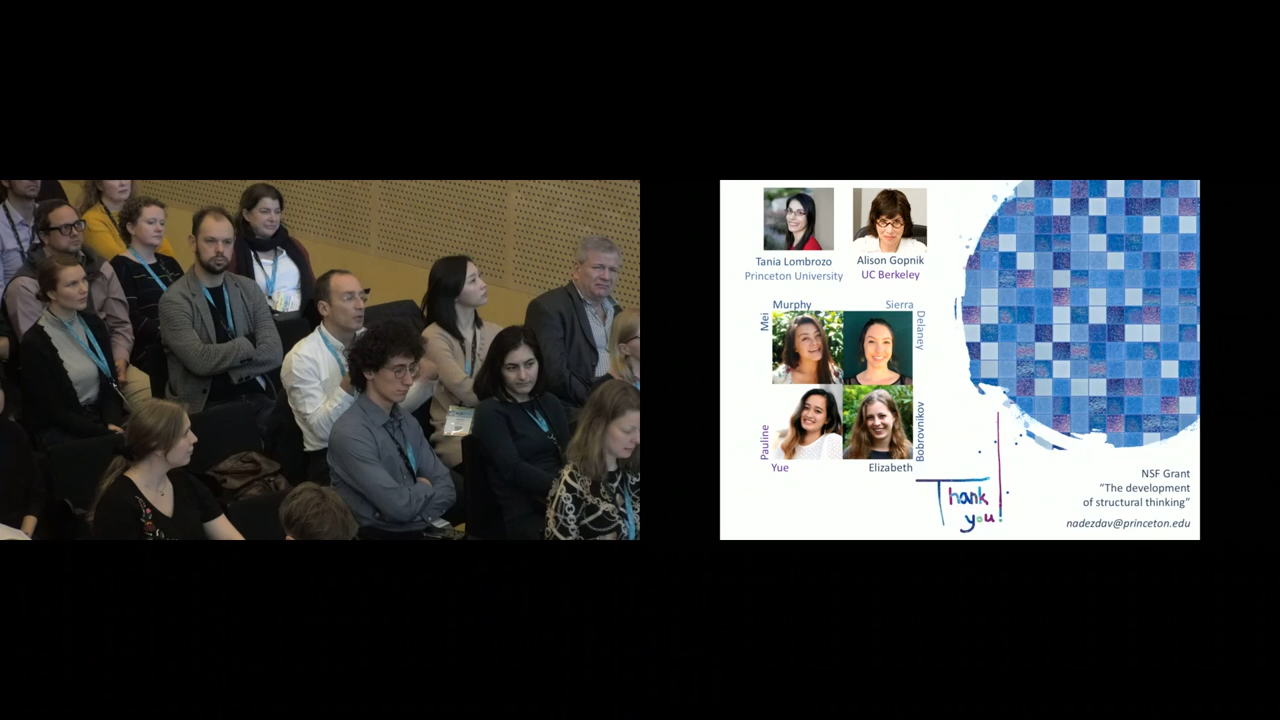 Tania Lombrozo
Princeton University
Alison Gopnik
UC Berkeley
Mei
Murphy
Sierra
Delaney
Pauline
Yue
Elizabeth
Bobrovnikov
Thank
you!
NSF Grant
“The development
of structural thinking”
nadezdav@princeton.edu